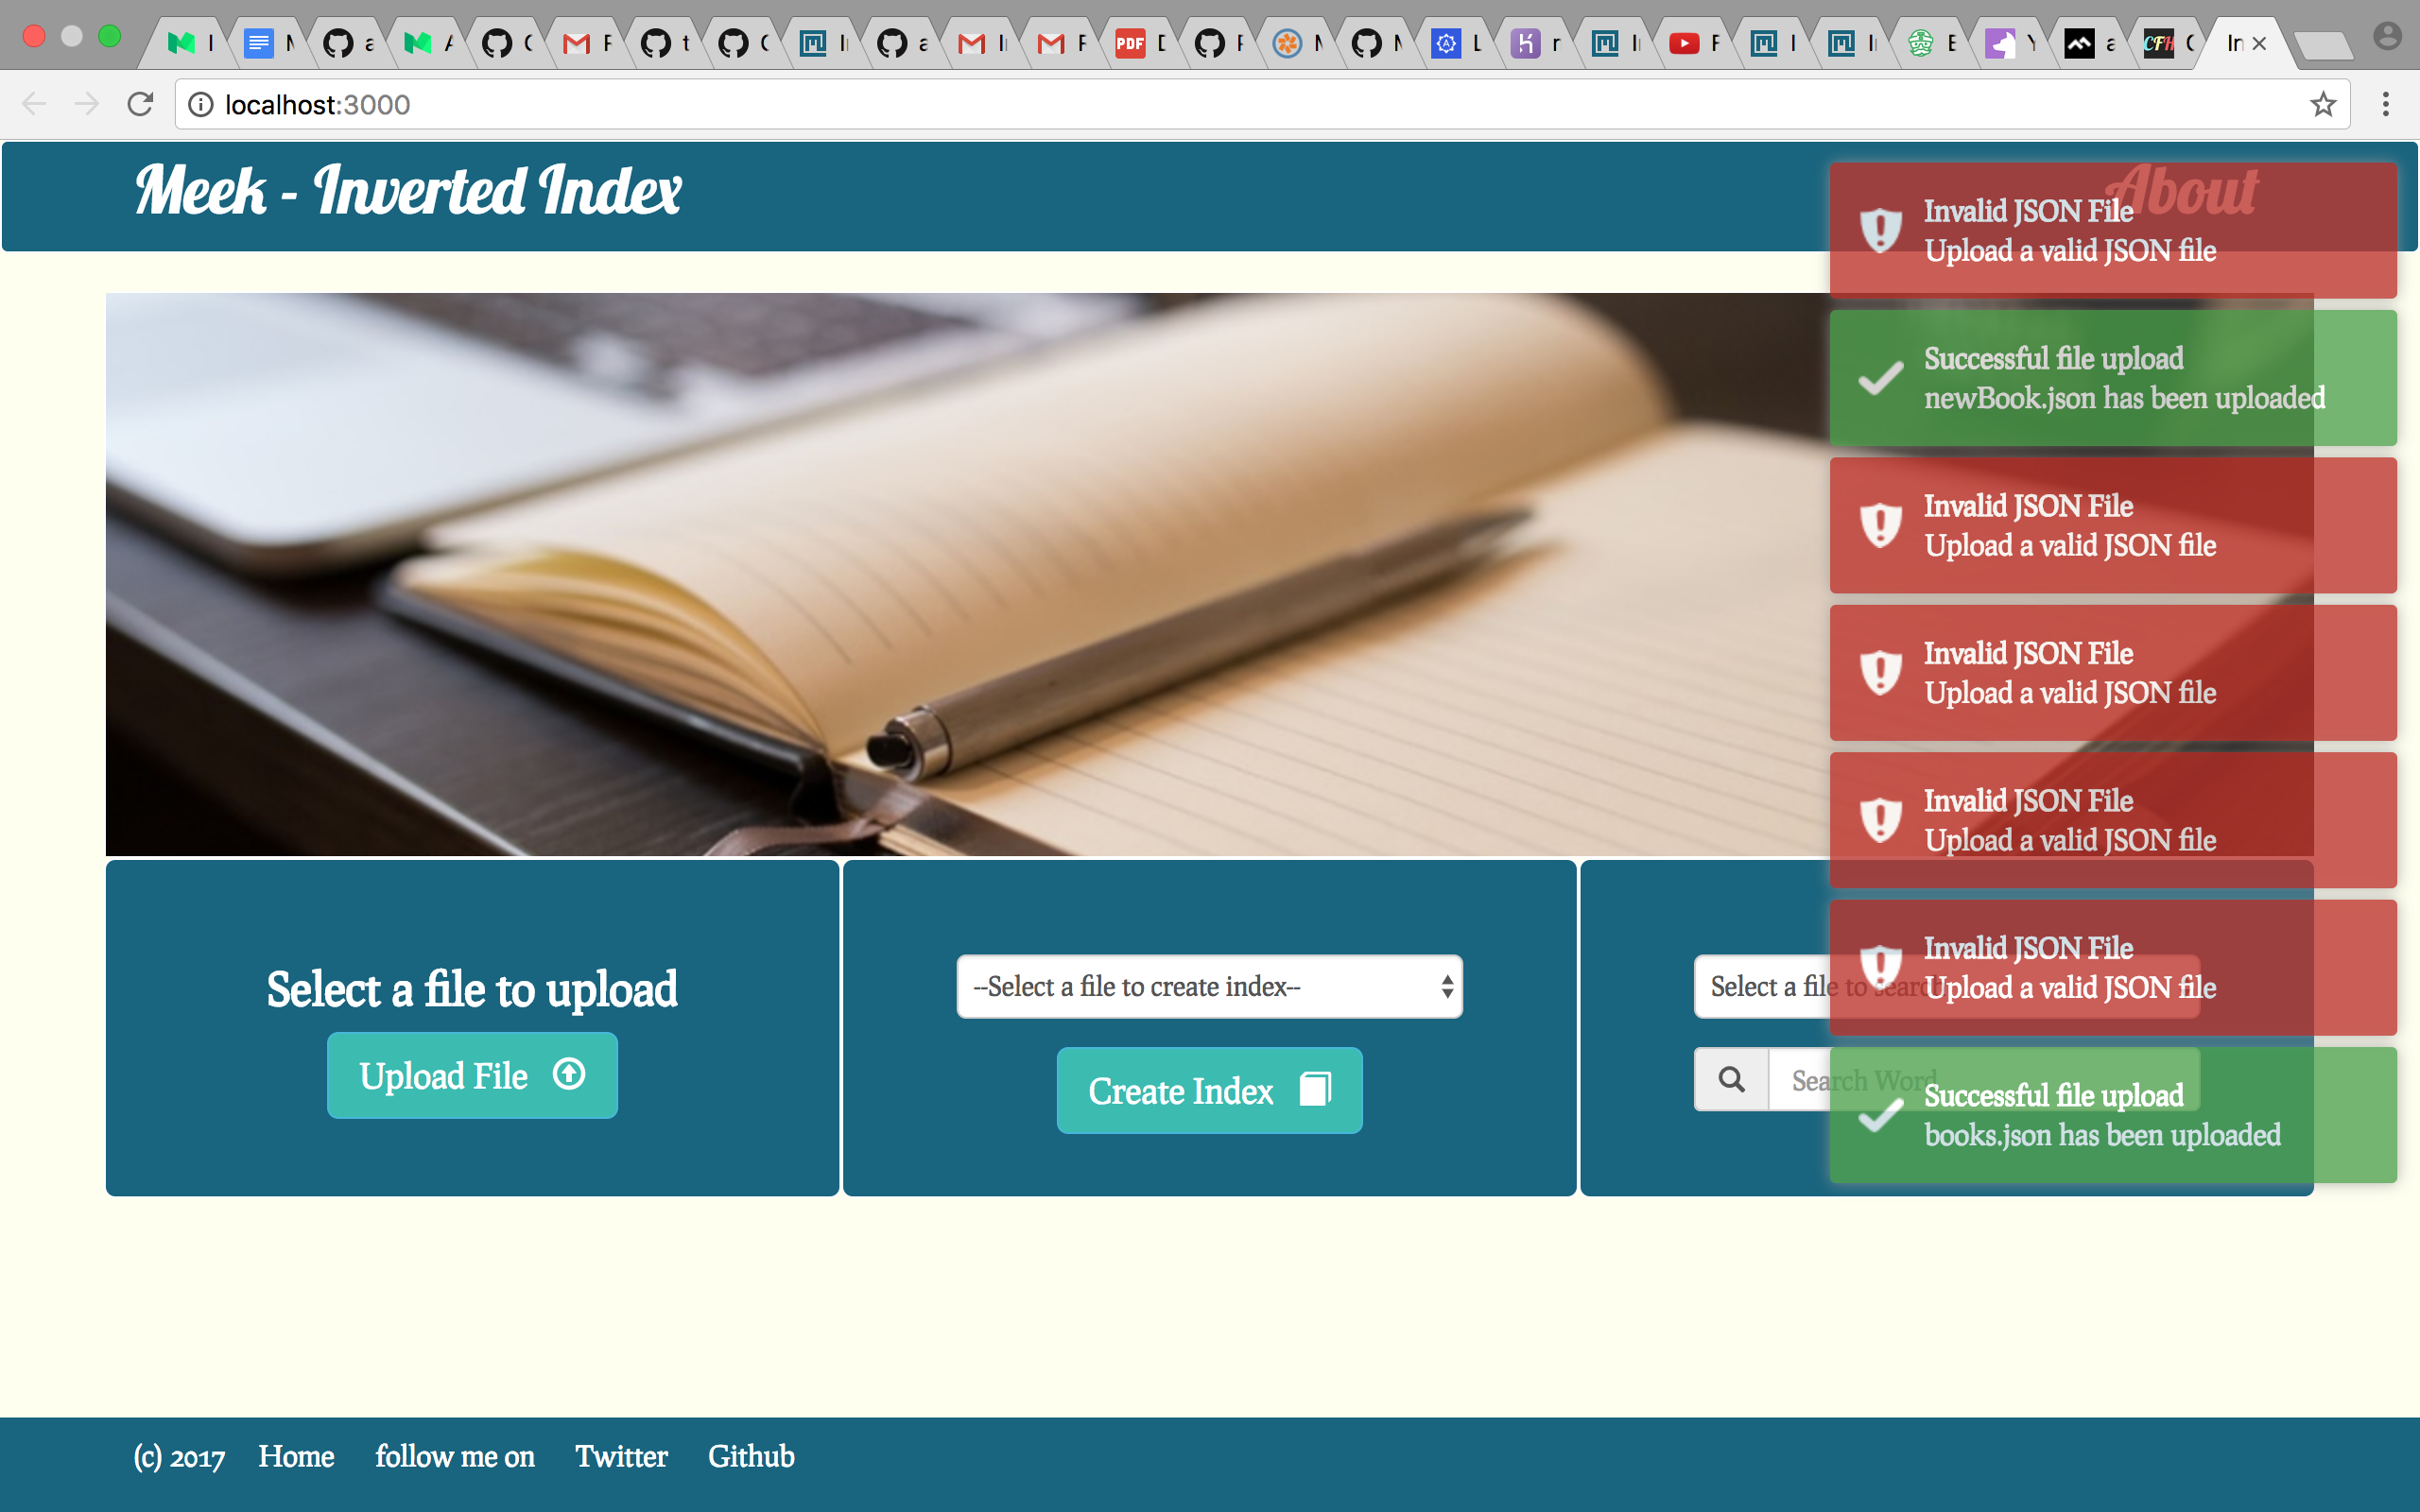 localhost:3000
Meek - Inverted Index
About
Invalid JSON File
Upload a valid JSON file
Successful file upload
newBook.json has been uploaded
Invalid JSON File
Upload a valid JSON file
Invalid JSON File
Upload a valid JSON file
Invalid JSON File
Upload a valid JSON file
Invalid JSON File
Upload a valid JSON file
Successful file upload
books.json has been uploaded
Select a file to upload
Upload File
--Select a file to create index--
Create Index
Select a file to search
Search Word
(c) 2017 Home follow me on Twitter Github